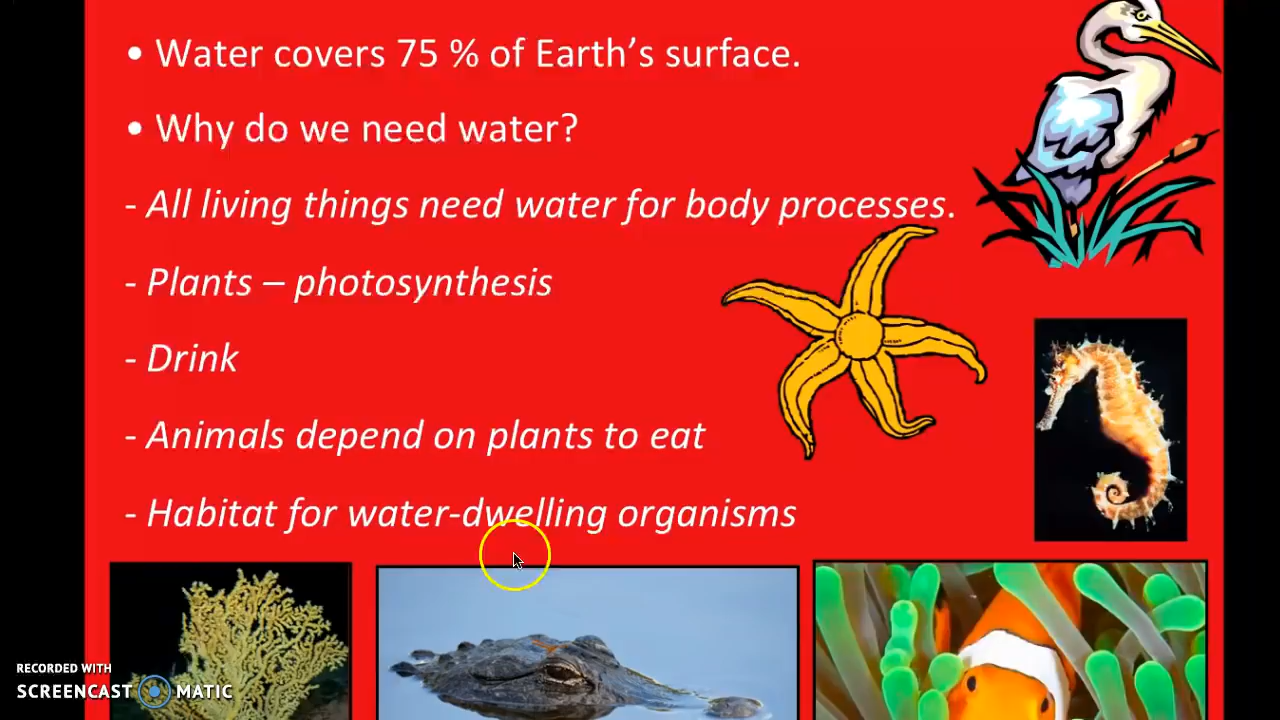 • Water covers 75 % of Earth's surface.
• Why do we need water?
- All living things need water for body processes.
- Plants – photosynthesis
- Drink
- Animals depend on plants to eat
- Habitat for water-dwelling organisms
RECORDED WITH
SCREENCAST MATIC